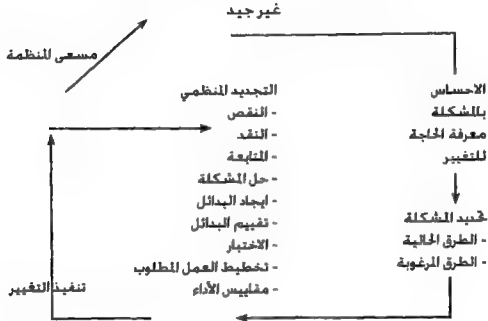 غير جيد
مسعى المنظمة
الاحساس
بالمشكلة
معرفة الحاجة
للتغيير
تحديد المشكلة
- الطرق الحالية
- الطرق المرغوبة
التجديد المنظمي
- النقص
- النقد
- المتابعة
- حل المشكلة
- ايجاد البدائل
- تقييم البدائل
- الاختبار
- تخطيط العمل المطلوب
- مقاييس الأداء
تنفيذ التغيير